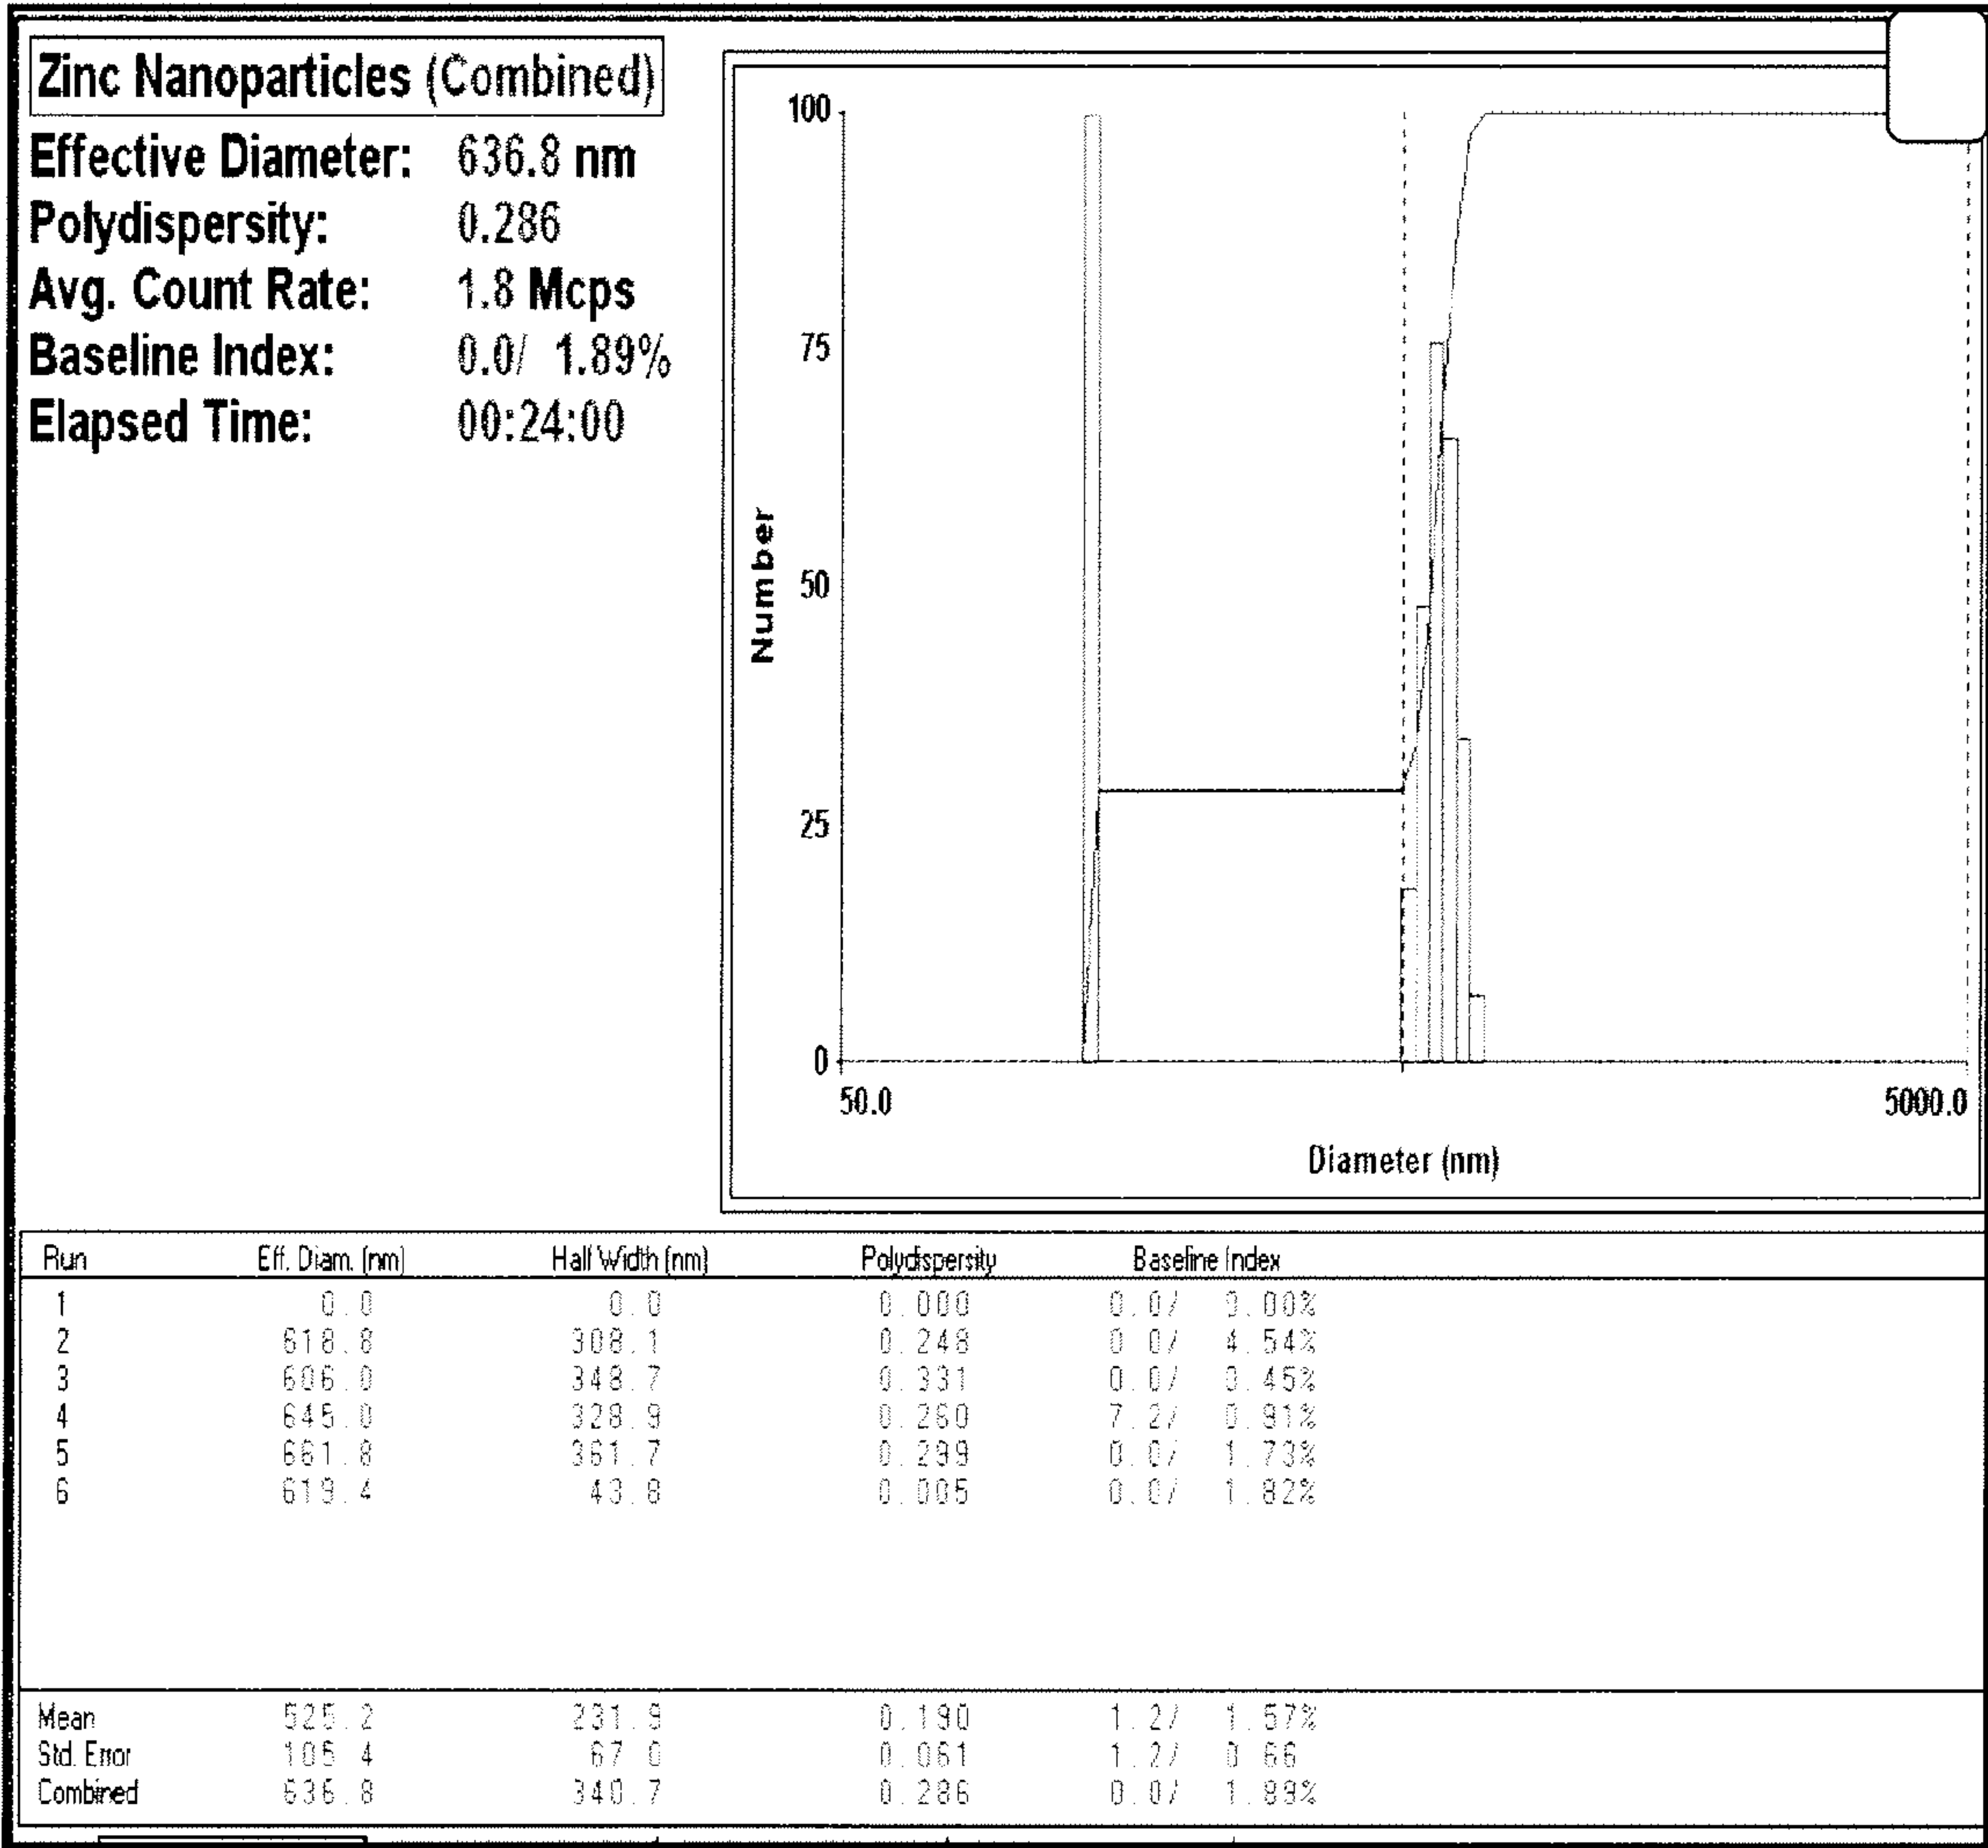 Zinc Nanoparticles (Combined)
Effective Diameter: 636.8 nm
Polydispersity: 0.286
Avg. Count Rate: 1.8 Mcps
Baseline Index: 0.0/ 1.89%
Elapsed Time: 00:24:00
100
75
50
25
0
Number
50.0 5000.0
Diameter (nm)
Run Eff. Diam. (nm) Half Width (nm) Polydispersity Baseline Index
1 0.0 0.0 0.000 0.0/ 0.00%
2 618.8 308.1 0.248 0.0/ 4.54%
3 606.0 348.7 0.331 0.0/ 0.45%
4 645.0 328.9 0.260 7.2/ 0.91%
5 661.8 361.7 0.299 0.0/ 1.73%
6 619.4 43.8 0.005 0.0/ 1.82%
Mean 525.2 231.9 0.190 1.2/ 1.57%
Std. Error 105.4 67.0 0.061 1.2/ 0.66
Combined 636.8 340.7 0.286 0.0/ 1.89%